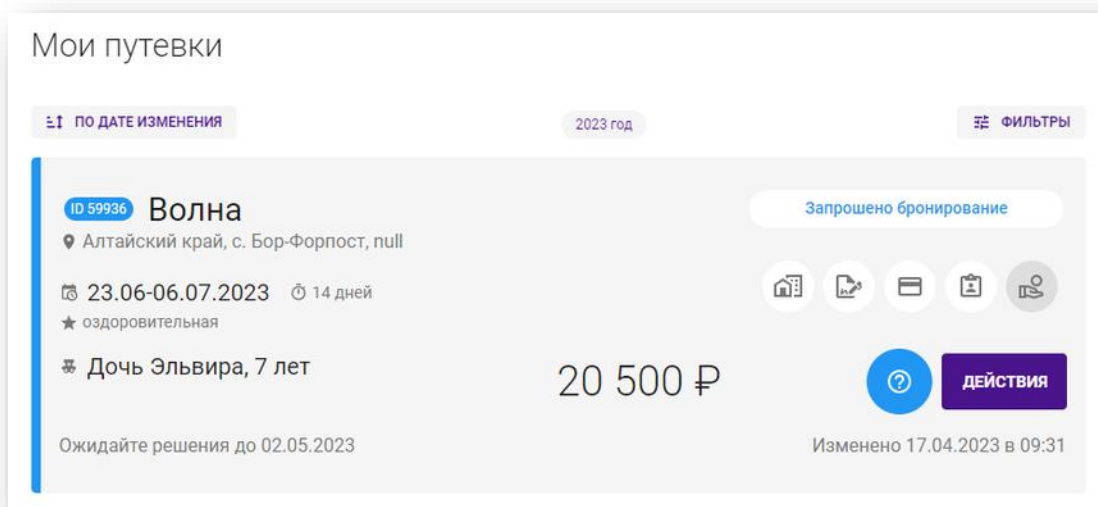 Мои путевки
ПО ДАТЕ ИЗМЕНЕНИЯ
2023 год
ФИЛЬТРЫ
ID 59936 Волна
Запрошено бронирование
Алтайский край, с. Бор-Форпост, null
23.06-06.07.2023 14 дней
оздоровительная
Дочь Эльвира, 7 лет
20 500 ₽
ДЕЙСТВИЯ
Ожидайте решения до 02.05.2023
Изменено 17.04.2023 в 09:31